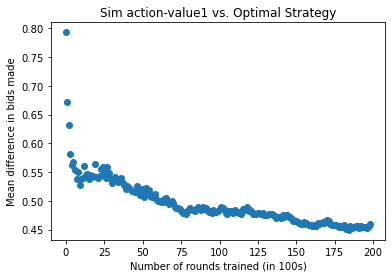 Sim action-value1 vs. Optimal Strategy
Mean difference in bids made
0.80
0.75
0.70
0.65
0.60
0.55
0.50
0.45
0 25 50 75 100 125 150 175 200
Number of rounds trained (in 100s)